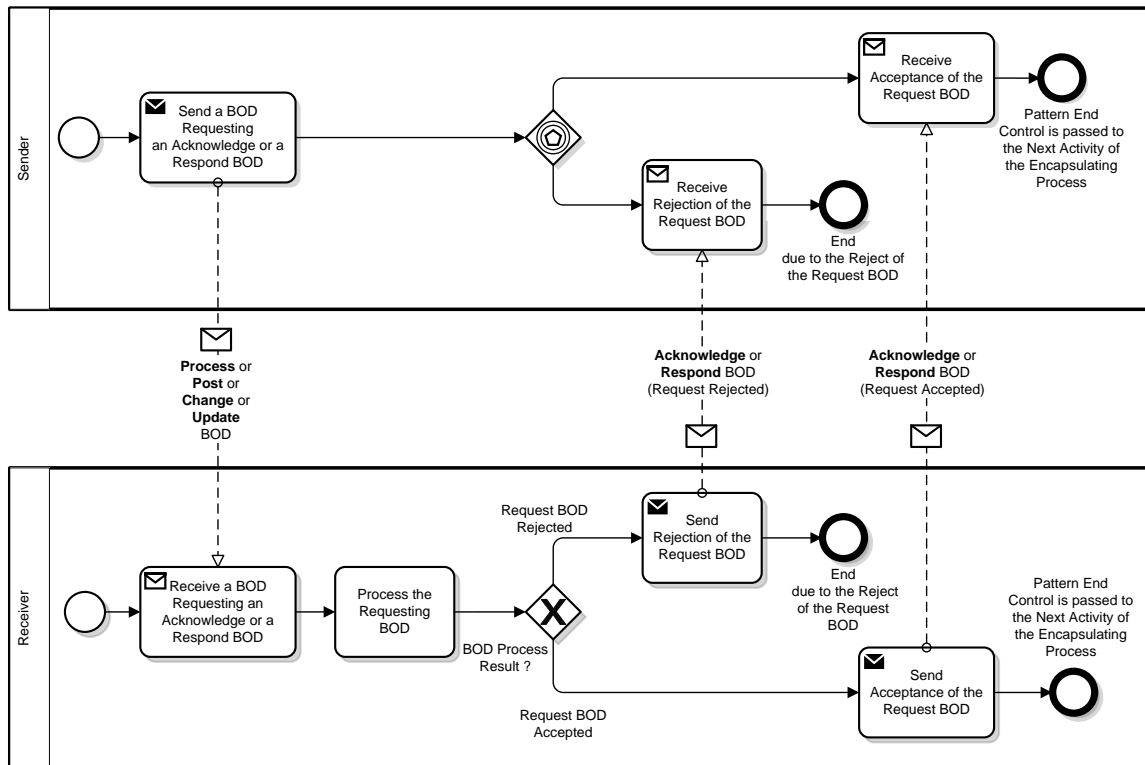 Sender
Send a BOD
Requesting
an Acknowledge or a
Respond BOD
Receive
Acceptance of the
Request BOD
Pattern End
Control is passed to
the Next Activity of
the Encapsulating
Process
Receive
Rejection of the
Request BOD
End
due to the Reject of
the Request BOD
Process or
Post or
Change or
Update
BOD
Acknowledge or
Respond BOD
(Request Rejected)
Acknowledge or
Respond BOD
(Request Accepted)
Receiver
Receive a BOD
Requesting an
Acknowledge or a
Respond BOD
Process the
Requesting
BOD
BOD Process
Result ?
Request BOD
Rejected
Send
Rejection of the
Request BOD
End
due to the Reject
of the Request
BOD
Request BOD
Accepted
Send
Acceptance of the
Request BOD
Pattern End
Control is passed to
the Next Activity of
the Encapsulating
Process